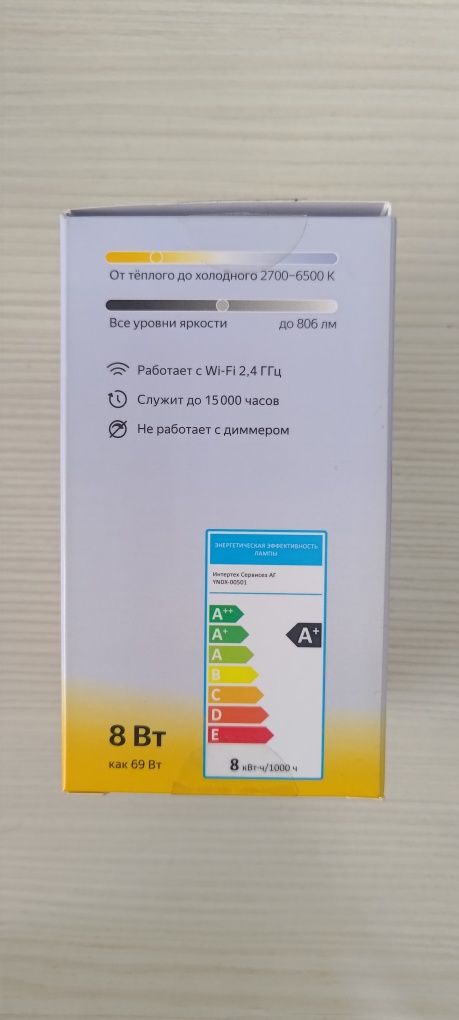 От тёплого до холодного 2700–6500 К
Все уровни яркости до 806 лм
Работает с Wi-Fi 2,4 ГГц
Служит до 15 000 часов
Не работает с диммером
ЭНЕРГЕТИЧЕСКАЯ ЭФФЕКТИВНОСТЬ
ЛАМПЫ
Интертех Сервисез АГ
YNDX-00501
A++
A+ A+
A
B
C
D
E
8 кВт·ч/1000 ч
8 Вт
как 69 Вт